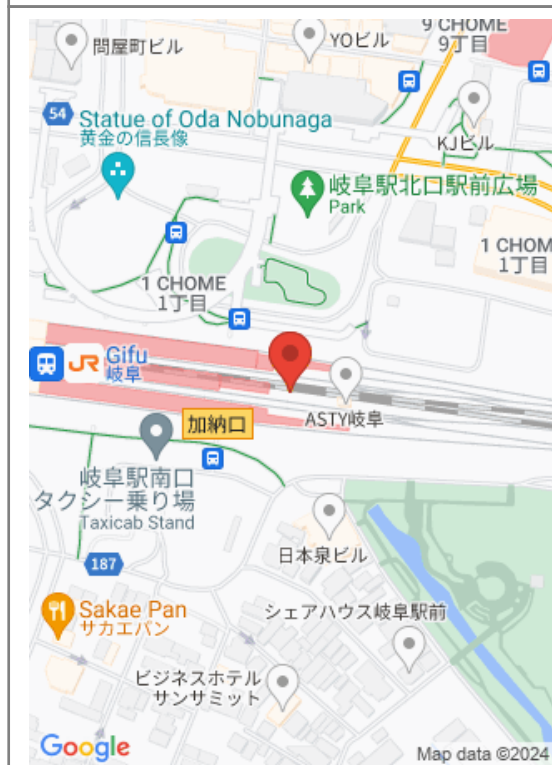 9 CHOME
9丁目
問屋町ビル
YOビル
54
Statue of Oda Nobunaga
黄金の信長像
KJビル
岐阜駅北口駅前広場
Park
1 CHOM
1丁目
1 CHOME
1丁目
JR
Gifu
岐阜
ASTY岐阜
加納口
岐阜駅南口
タクシー乗り場
Taxicab Stand
日本泉ビル
187
Sakae Pan
サカエパン
シェアハウス岐阜駅前
ビジネスホテル
サンサミット
Google
Map data ©2024